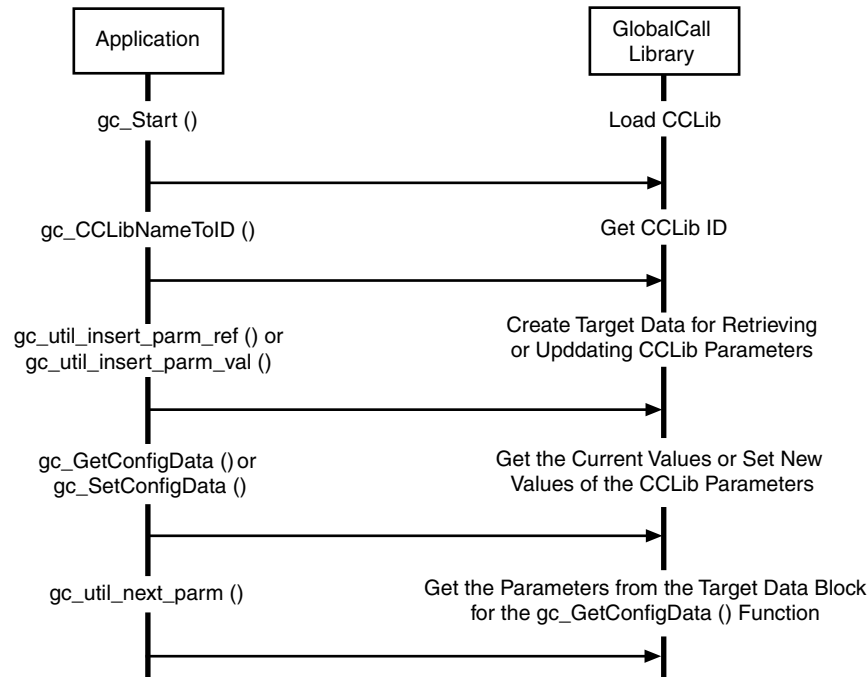 Application
GlobalCall
Library
gc_Start ()
Load CCLib
gc_CCLibNameToID ()
Get CCLib ID
gc_util_insert_parm_ref () or
gc_util_insert_parm_val ()
Create Target Data for Retrieving
or Upddating CCLib Parameters
gc_GetConfigData () or
gc_SetConfigData ()
Get the Current Values or Set New
Values of the CCLib Parameters
gc_util_next_parm ()
Get the Parameters from the Target Data Block
for the gc_GetConfigData () Function